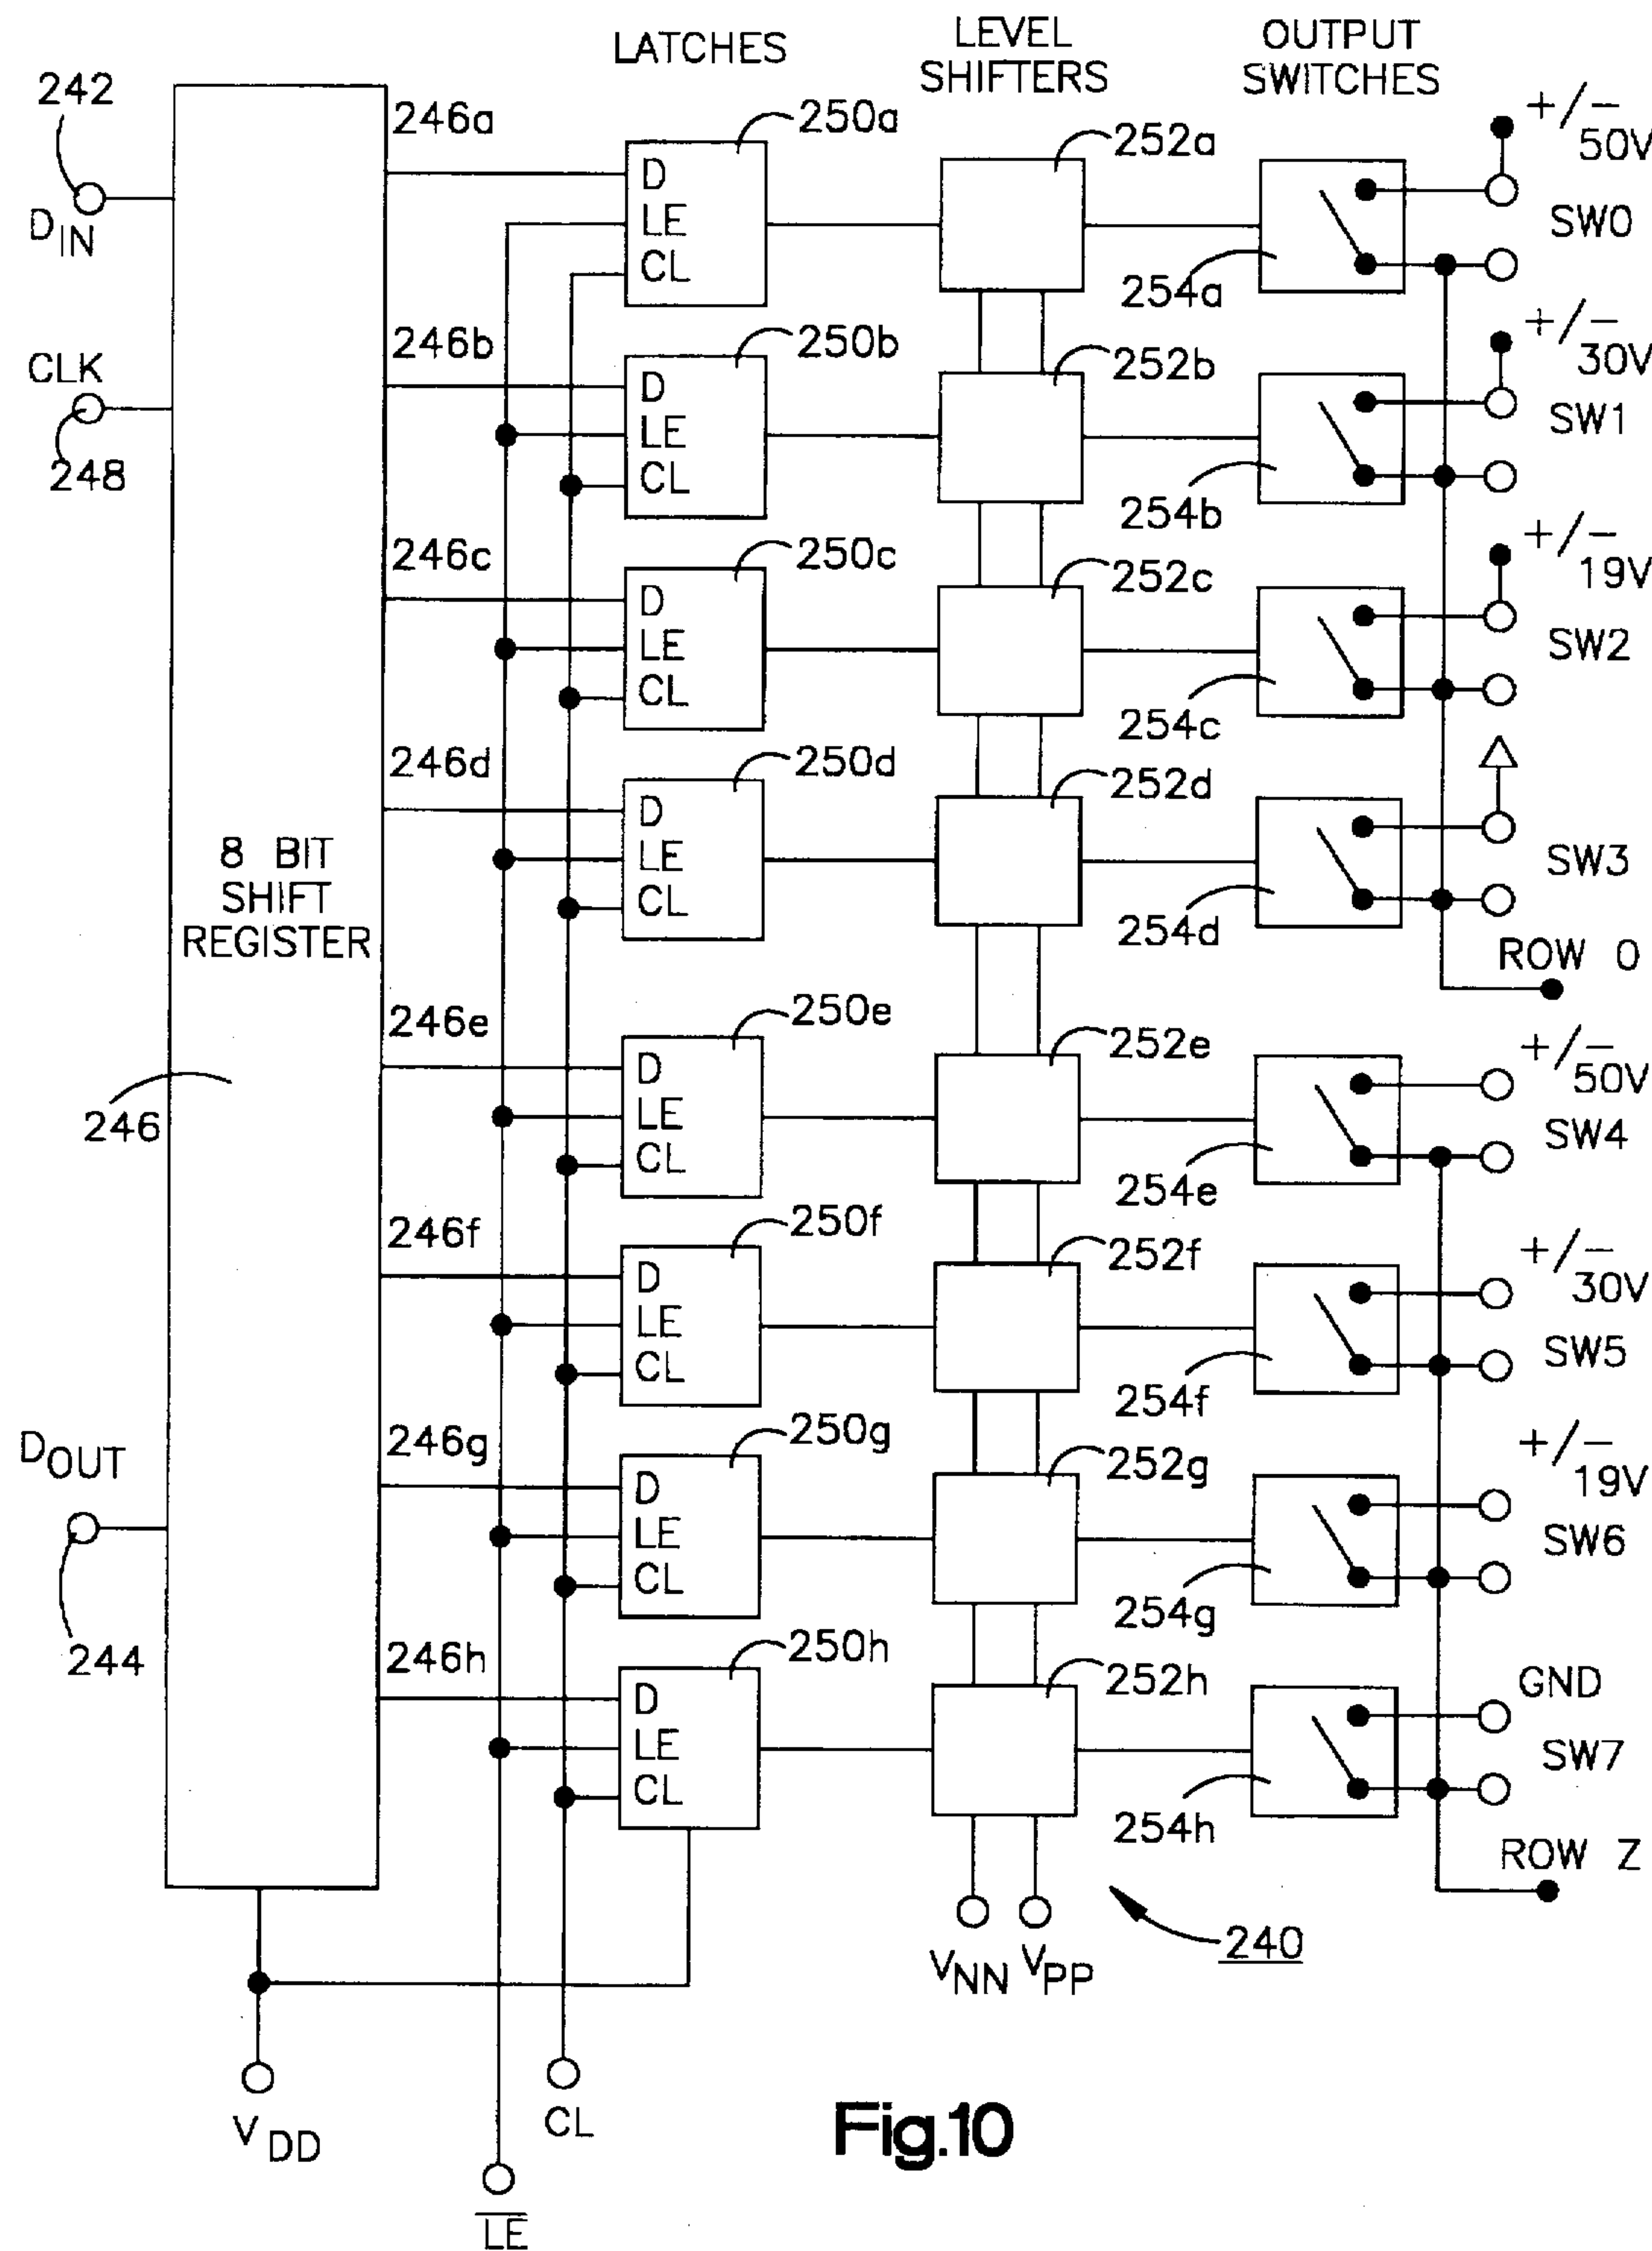 LATCHES
LEVEL
SHIFTERS
OUTPUT
SWITCHES
242
D_IN
CLK
248
8 BIT
SHIFT
REGISTER
246
D_OUT
244
246a
250a
D
LE
CL
252a
254a
+/-
50V
SW0
246b
250b
D
LE
CL
252b
254b
+/-
30V
SW1
246c
250c
D
LE
CL
252c
254c
+/-
19V
SW2
246d
250d
D
LE
CL
252d
254d
SW3
ROW 0
246e
250e
D
LE
CL
252e
254e
+/-
50V
SW4
246f
250f
D
LE
CL
252f
254f
+/-
30V
SW5
246g
250g
D
LE
CL
252g
254g
+/-
19V
SW6
246h
250h
D
LE
CL
252h
254h
GND
SW7
ROW Z
V_NN V_PP
240
V_DD
CL
L̅E̅
Fig.10